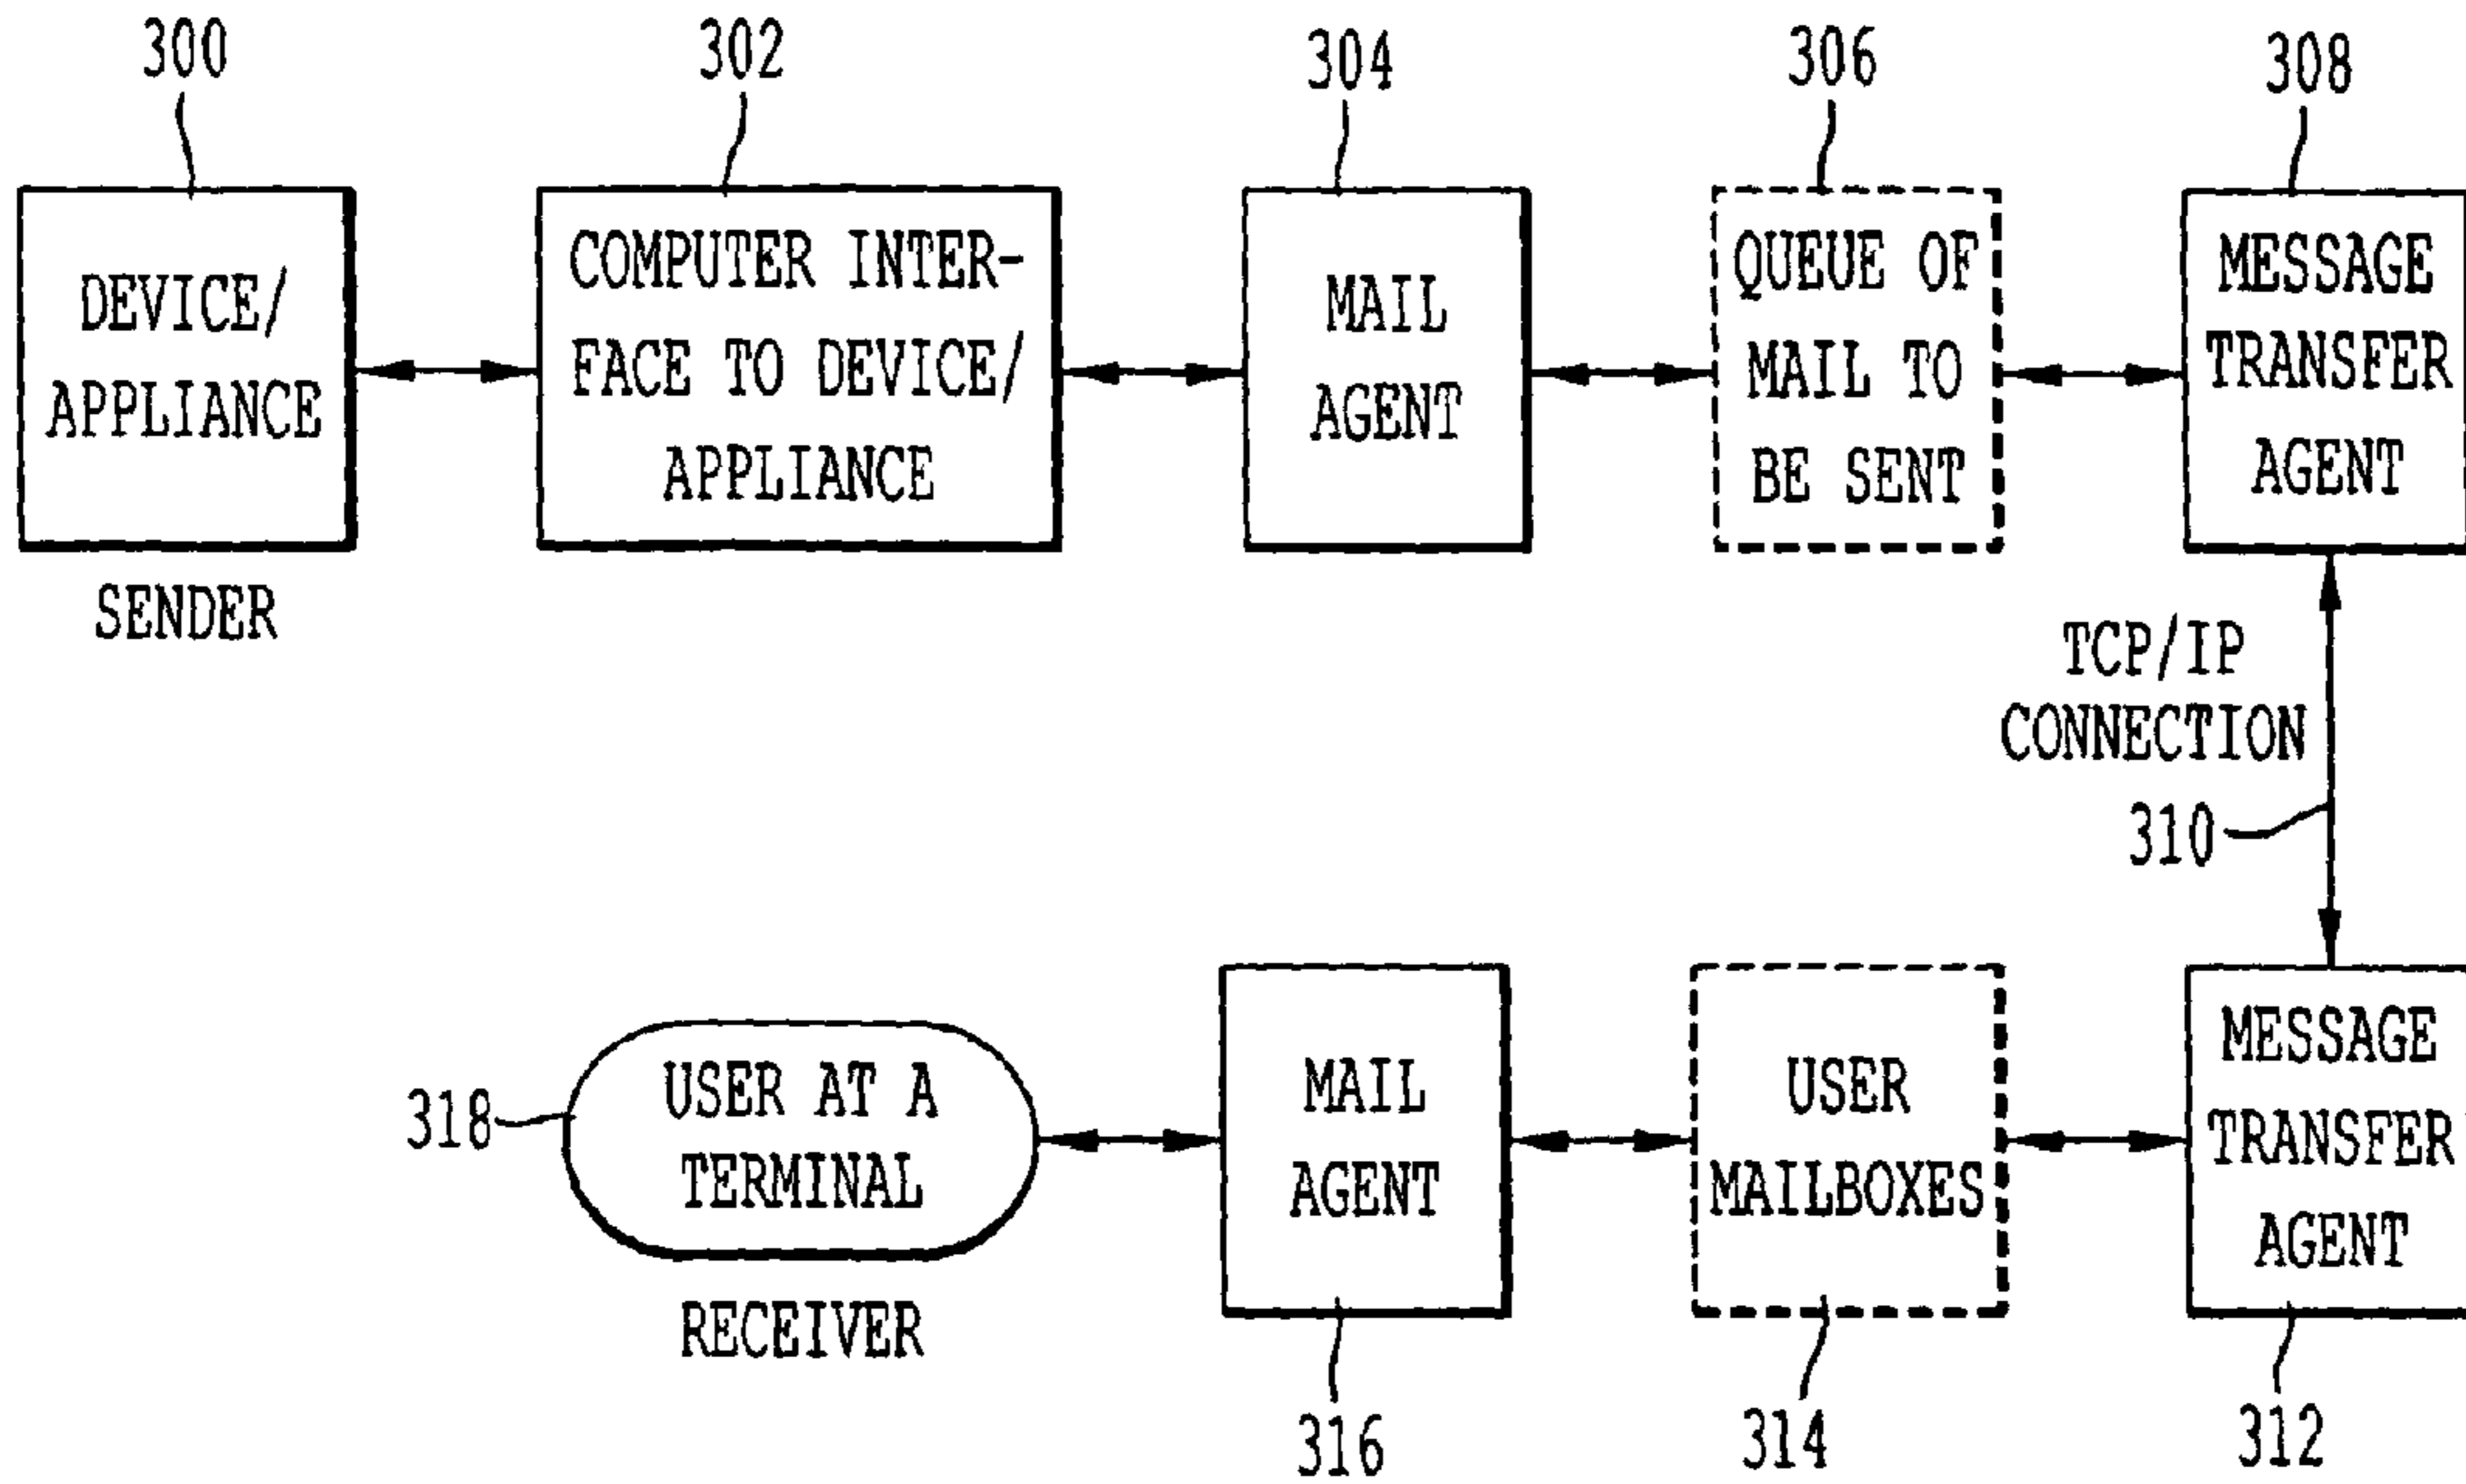 300
302
304
306
308
DEVICE/
APPLIANCE
COMPUTER INTER-
FACE TO DEVICE/
APPLIANCE
MAIL
AGENT
QUEUE OF
MAIL TO
BE SENT
MESSAGE
TRANSFER
AGENT
SENDER
TCP/IP
CONNECTION
310
318
USER AT A
TERMINAL
RECEIVER
MAIL
AGENT
USER
MAILBOXES
MESSAGE
TRANSFER
AGENT
316
314
312